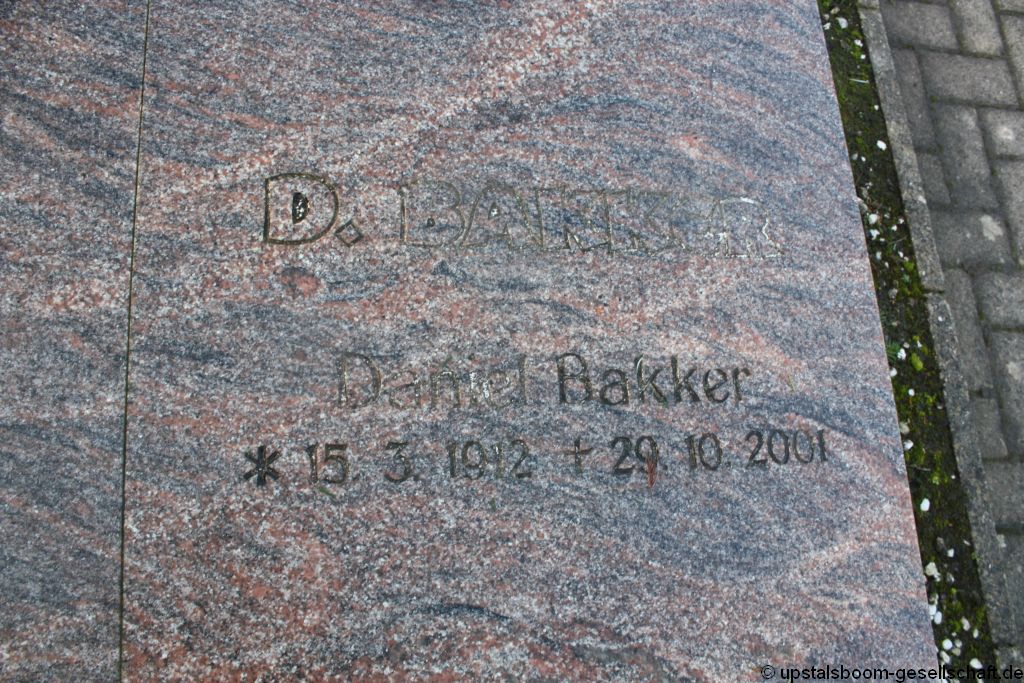 D. BAKKER
Daniel Bakker
* 15. 3. 1912 † 29. 10. 2001
© upstalsboom-gesellschaft.de